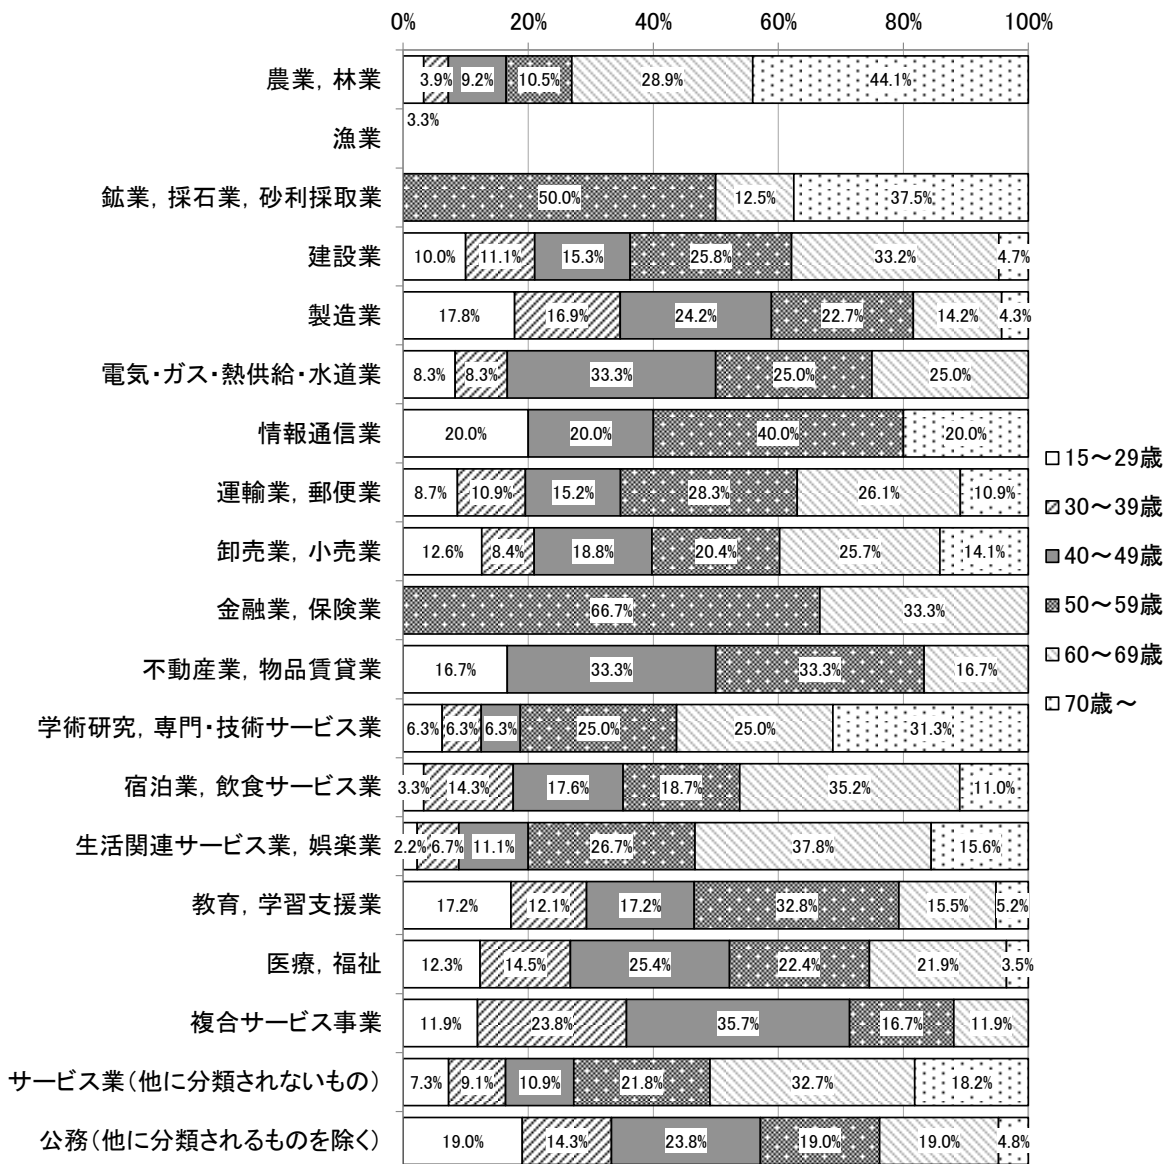 0% 20% 40% 60% 80% 100%
農業，林業 3.9% 9.2% 10.5% 28.9% 44.1%
3.3%
漁業
鉱業，採石業，砂利採取業 50.0% 12.5% 37.5%
建設業 10.0% 11.1% 15.3% 25.8% 33.2% 4.7%
製造業 17.8% 16.9% 24.2% 22.7% 14.2% 4.3%
電気・ガス・熱供給・水道業 8.3% 8.3% 33.3% 25.0% 25.0%
情報通信業 20.0% 20.0% 40.0% 20.0%
運輸業，郵便業 8.7% 10.9% 15.2% 28.3% 26.1% 10.9%
卸売業，小売業 12.6% 8.4% 18.8% 20.4% 25.7% 14.1%
金融業，保険業 66.7% 33.3%
不動産業，物品賃貸業 16.7% 33.3% 33.3% 16.7%
学術研究，専門・技術サービス業 6.3% 6.3% 6.3% 25.0% 25.0% 31.3%
宿泊業，飲食サービス業 3.3% 14.3% 17.6% 18.7% 35.2% 11.0%
生活関連サービス業，娯楽業 2.2% 6.7% 11.1% 26.7% 37.8% 15.6%
教育，学習支援業 17.2% 12.1% 17.2% 32.8% 15.5% 5.2%
医療，福祉 12.3% 14.5% 25.4% 22.4% 21.9% 3.5%
複合サービス事業 11.9% 23.8% 35.7% 16.7% 11.9%
サービス業（他に分類されないもの） 7.3% 9.1% 10.9% 21.8% 32.7% 18.2%
公務（他に分類されるものを除く） 19.0% 14.3% 23.8% 19.0% 19.0% 4.8%
15～29歳
30～39歳
40～49歳
50～59歳
60～69歳
70歳～